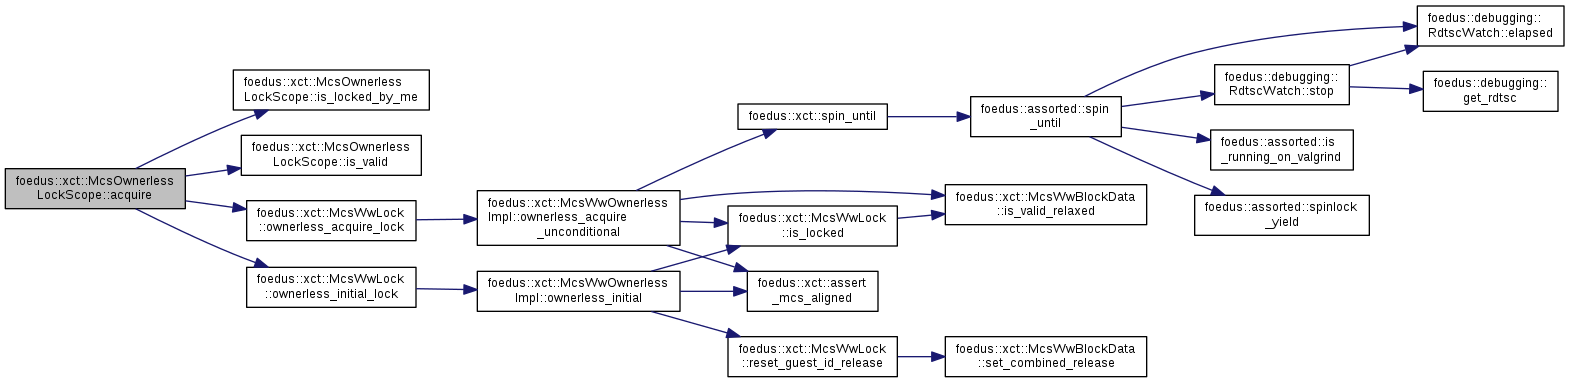 foedus::xct::McsOwnerless
LockScope::acquire
foedus::xct::McsOwnerless
LockScope::is_locked_by_me
foedus::xct::McsOwnerless
LockScope::is_valid
foedus::xct::McsWwLock
::ownerless_acquire_lock
foedus::xct::McsWwLock
::ownerless_initial_lock
foedus::xct::McsWwOwnerless
Impl::ownerless_acquire
_unconditional
foedus::xct::McsWwOwnerless
Impl::ownerless_initial
foedus::xct::spin_until
foedus::xct::McsWwLock
::is_locked
foedus::xct::assert
_mcs_aligned
foedus::xct::McsWwLock
::reset_guest_id_release
foedus::assorted::spin
_until
foedus::xct::McsWwBlockData
::is_valid_relaxed
foedus::xct::McsWwBlockData
::set_combined_release
foedus::debugging::
RdtscWatch::stop
foedus::assorted::is
_running_on_valgrind
foedus::assorted::spinlock
_yield
foedus::debugging::
RdtscWatch::elapsed
foedus::debugging::
get_rdtsc